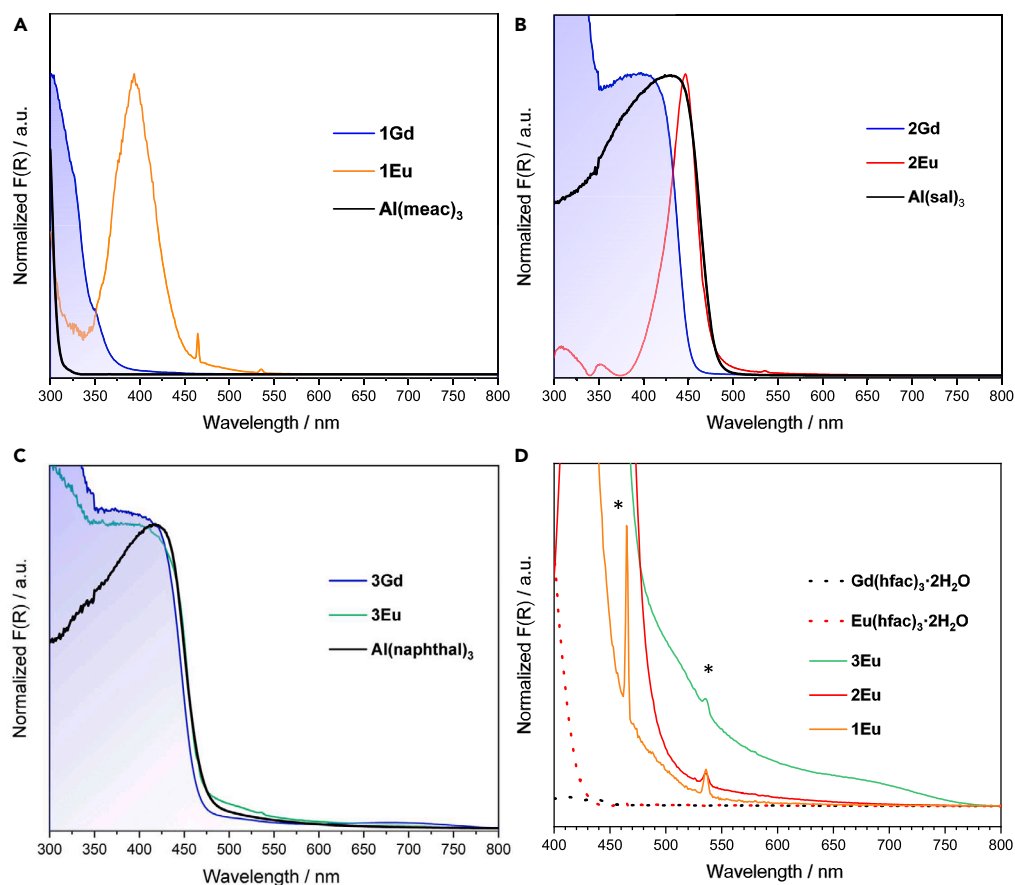 A
Normalized F(R) / a.u.
1Gd
1Eu
Al(meac)3
300 350 400 450 500 550 600 650 700 750 800
Wavelength / nm
B
Normalized F(R) / a.u.
2Gd
2Eu
Al(sal)3
300 350 400 450 500 550 600 650 700 750 800
Wavelength / nm
C
Normalized F(R) / a.u.
3Gd
3Eu
Al(naphthal)3
300 350 400 450 500 550 600 650 700 750 800
Wavelength / nm
D
Normalized F(R) / a.u.
*
*
Gd(hfac)3·2H2O
Eu(hfac)3·2H2O
3Eu
2Eu
1Eu
400 450 500 550 600 650 700 750 800
Wavelength / nm